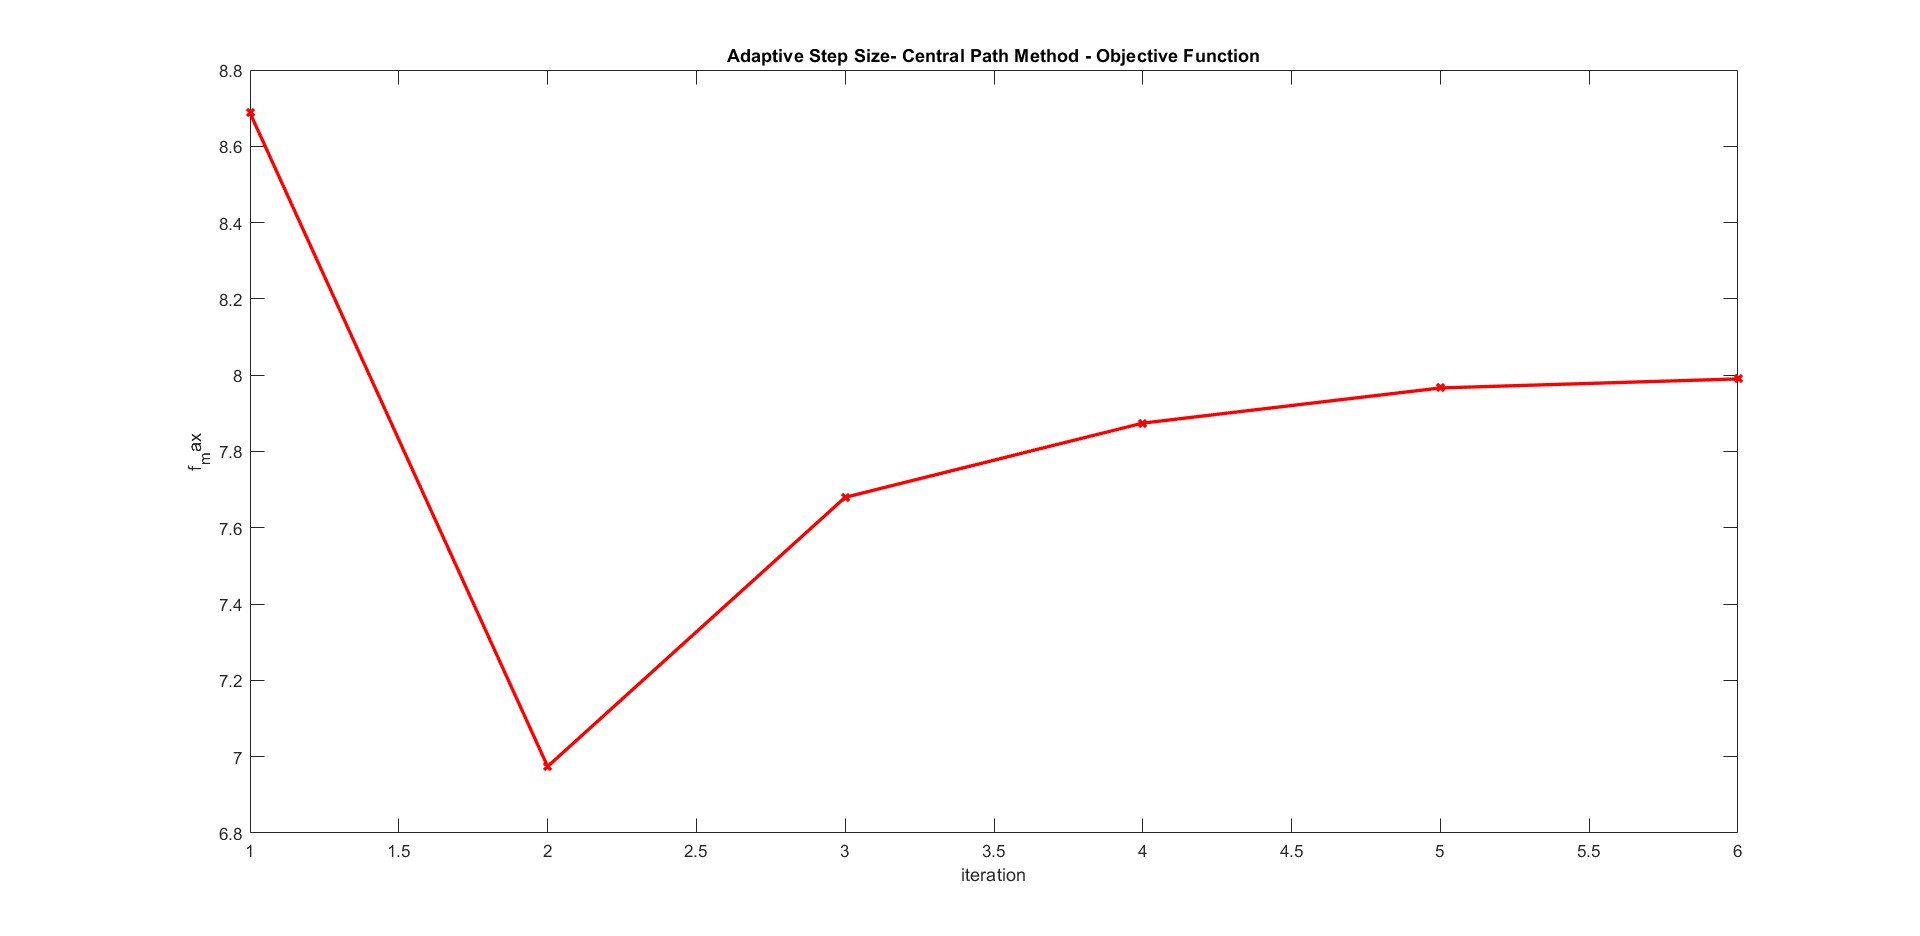 Adaptive Step Size- Central Path Method - Objective Function
8.8
8.6
8.4
8.2
8
7.8
7.6
7.4
7.2
7
6.8
f_max
1 1.5 2 2.5 3 3.5 4 4.5 5 5.5 6
iteration